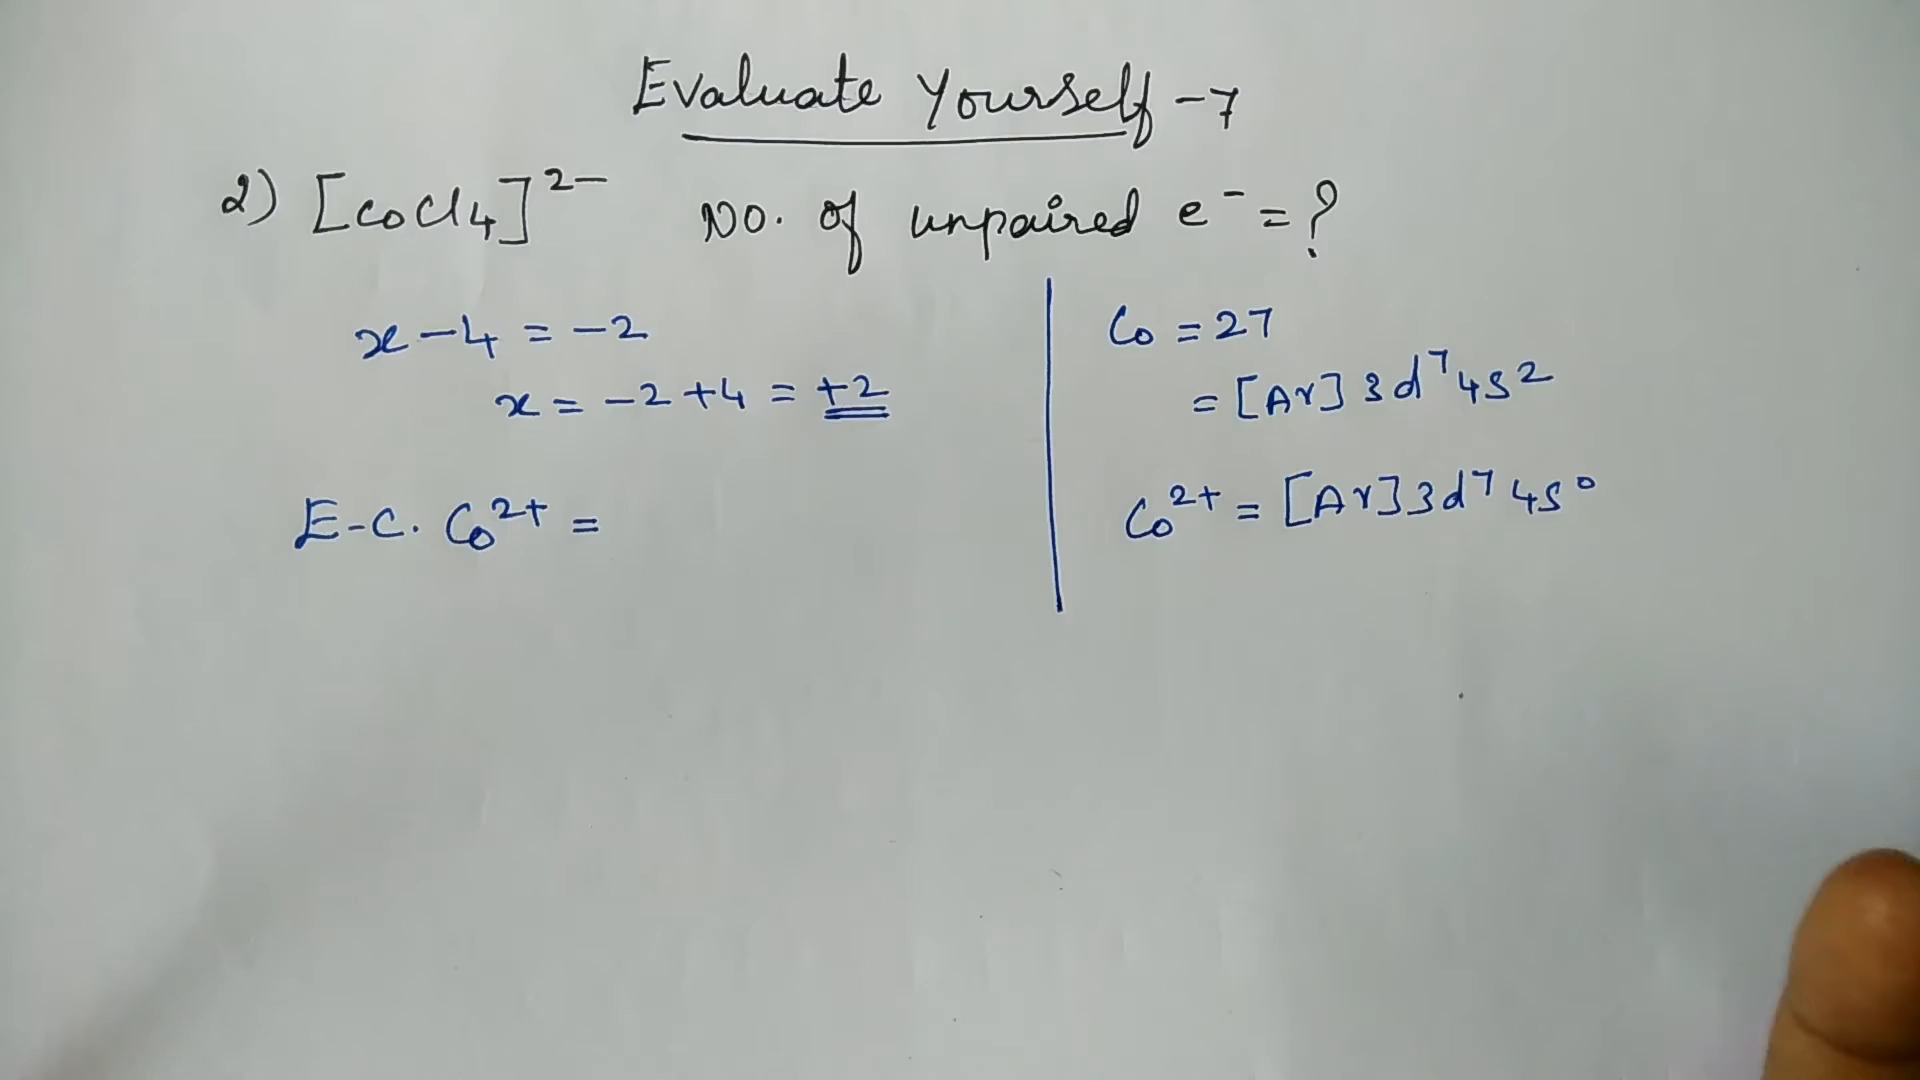 Evaluate Yourself -7
2) [CoCl4]²⁻ No. of unpaired e⁻ = ?
x - 4 = -2
x = -2 + 4 = +2
E-C. Co²⁺ =
Co = 27
= [Ar] 3d⁷ 4s²
Co²⁺ = [Ar] 3d⁷ 4s⁰